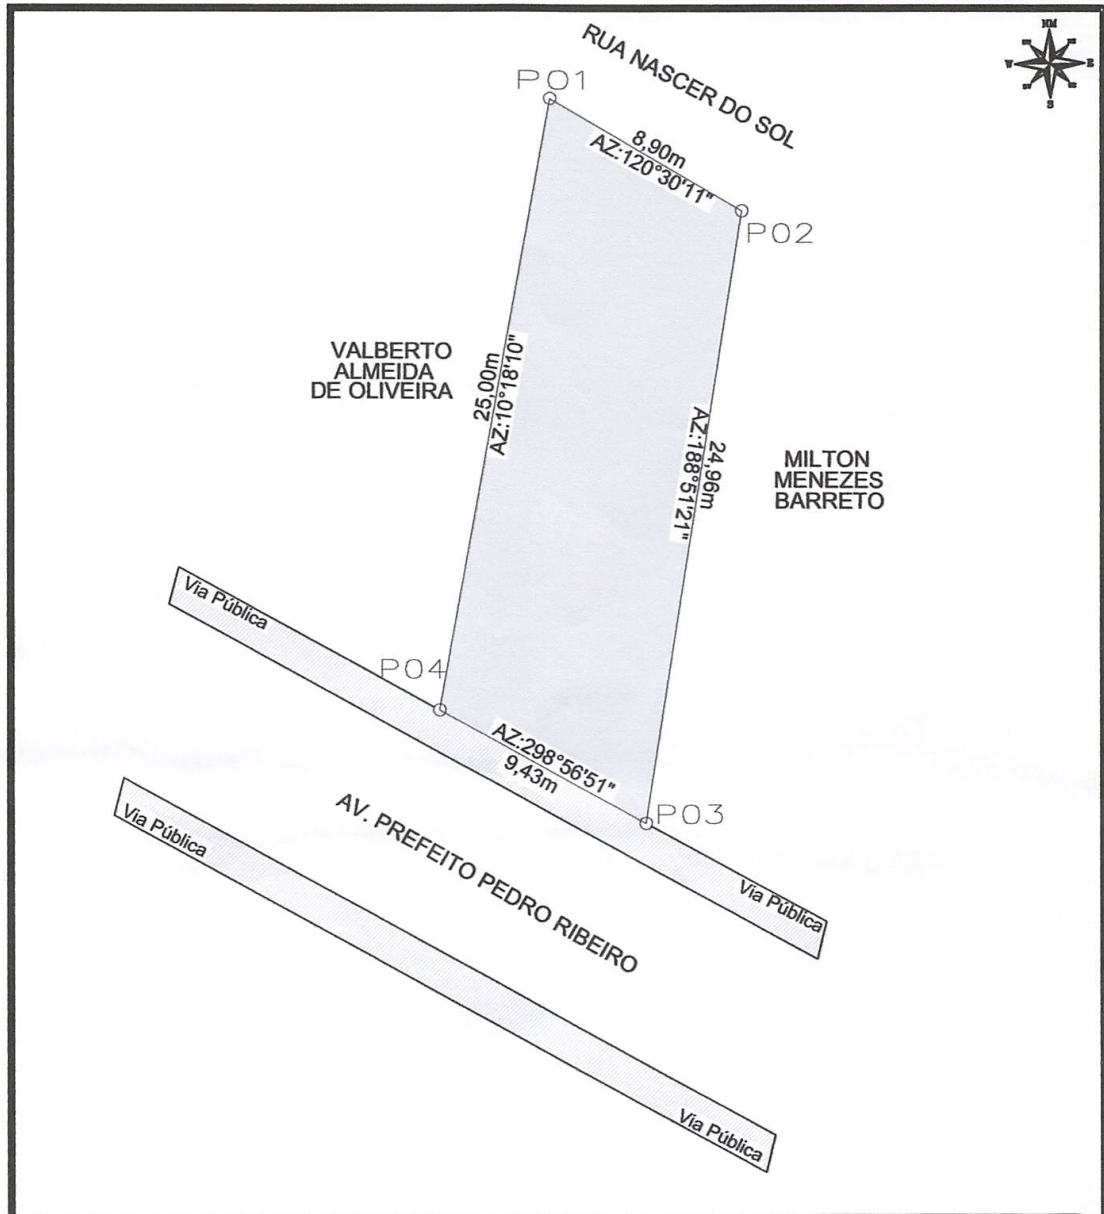 NM
W
E
S
RUA NASCER DO SOL
P01
8,90m
AZ:120°30'11"
P02
VALBERTO
ALMEIDA
DE OLIVEIRA
25,00m
AZ:10°18'10"
24,96m
AZ:188°51'21"
MILTON
MENEZES
BARRETO
Via Pública
P04
AZ:298°56'51"
9,43m
P03
Via Pública
AV. PREFEITO PEDRO RIBEIRO
Via Pública
Via Pública